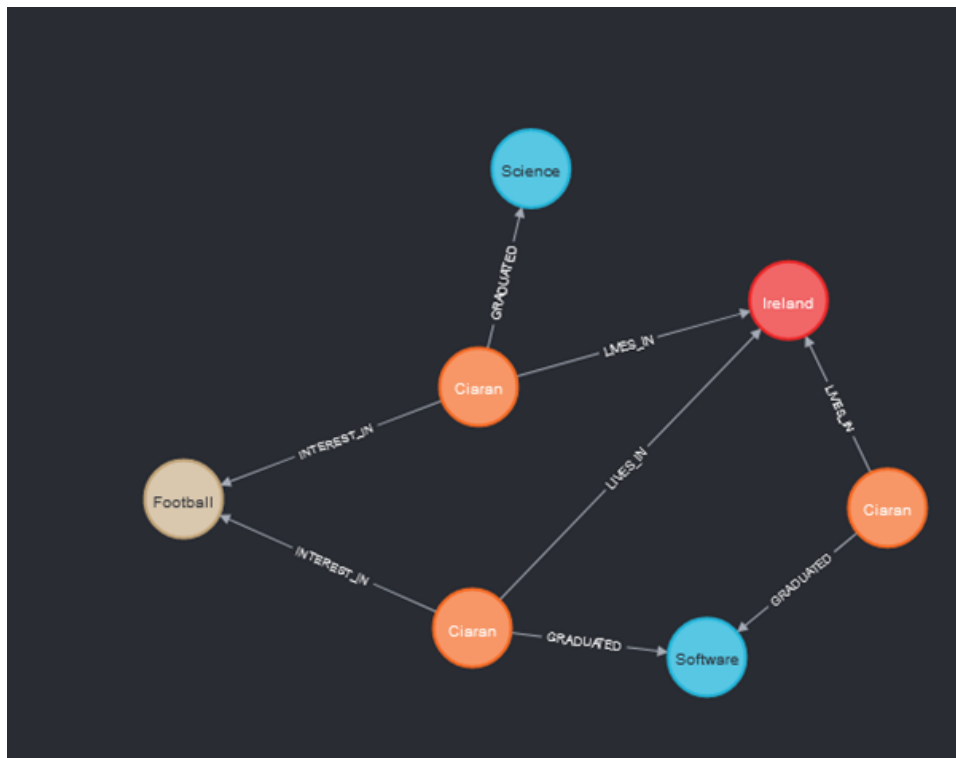 Science
GRADUATED
Ireland
LIVES_IN
Ciaran
LIVES_IN
INTEREST_IN
LIVES_IN
Football
Ciaran
INTEREST_IN
GRADUATED
Ciaran
GRADUATED
Software